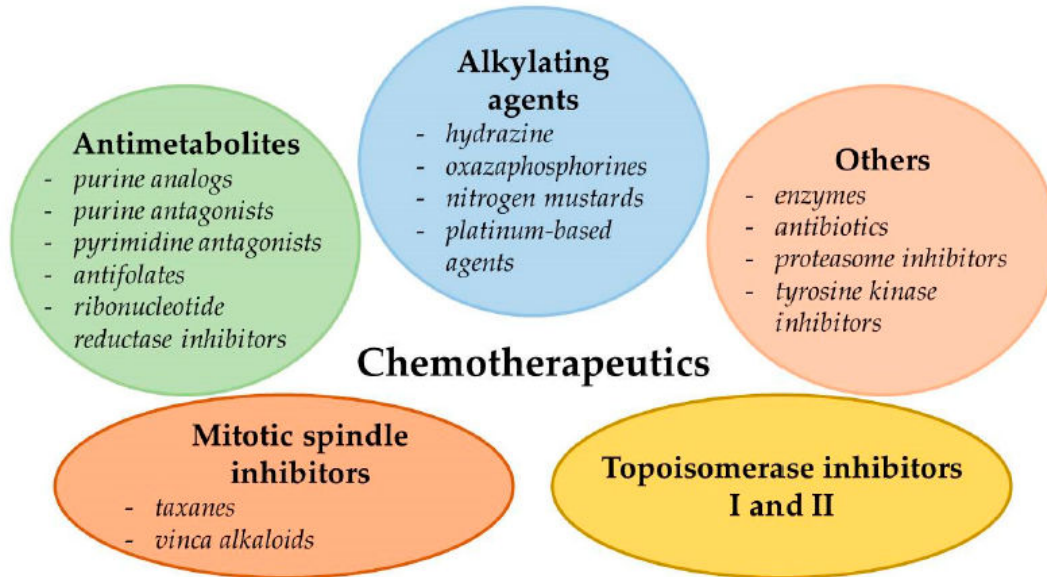 Alkylating
agents
- hydrazine
- oxazaphosphorines
- nitrogen mustards
- platinum-based
agents
Antimetabolites
- purine analogs
- purine antagonists
- pyrimidine antagonists
- antifolates
- ribonucleotide
reductase inhibitors
Others
- enzymes
- antibiotics
- proteasome inhibitors
- tyrosine kinase
inhibitors
Chemotherapeutics
Mitotic spindle
inhibitors
- taxanes
- vinca alkaloids
Topoisomerase inhibitors
I and II